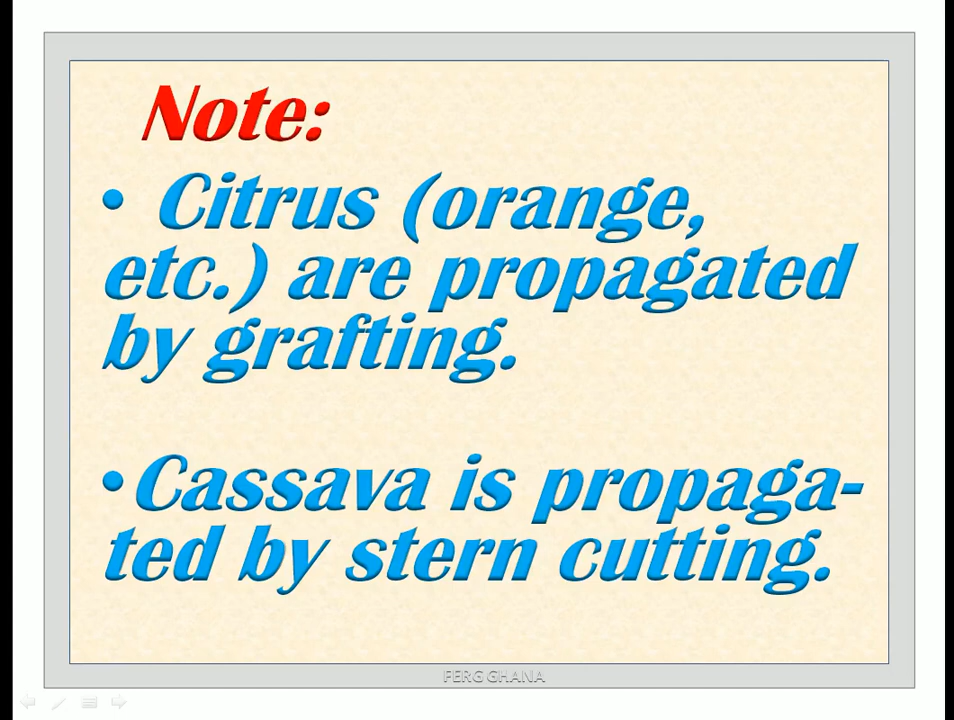 Note:
• Citrus (orange,
etc.) are propagated
by grafting.
•Cassava is propaga-
ted by stern cutting.
FERG GHANA